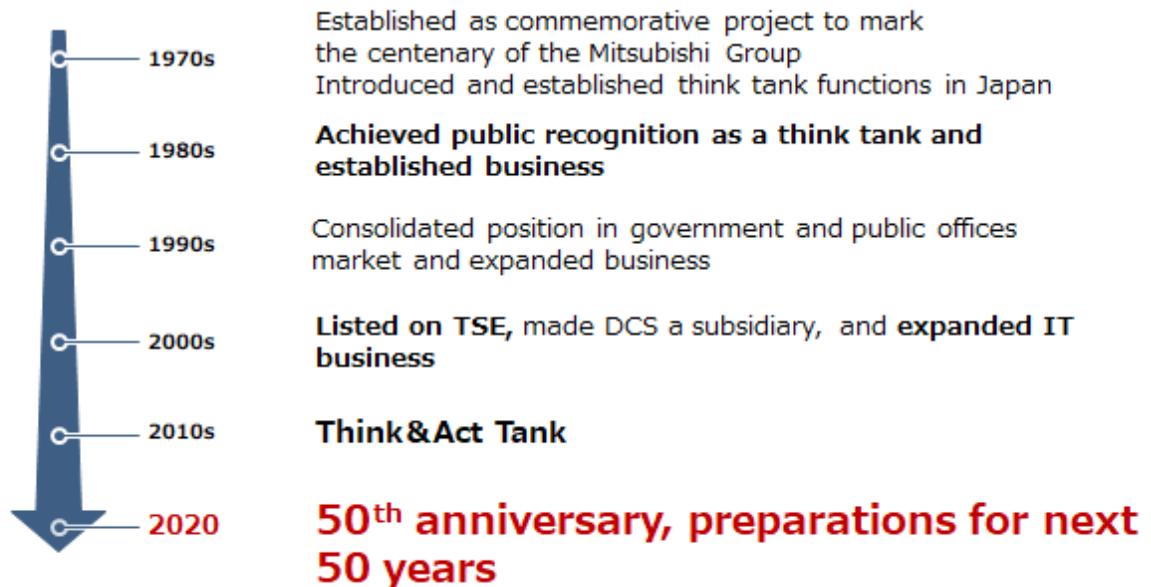 1970s
Established as commemorative project to mark
the centenary of the Mitsubishi Group
Introduced and established think tank functions in Japan
1980s
Achieved public recognition as a think tank and
established business
1990s
Consolidated position in government and public offices
market and expanded business
2000s
Listed on TSE, made DCS a subsidiary, and expanded IT
business
2010s
Think&Act Tank
2020
50th anniversary, preparations for next
50 years